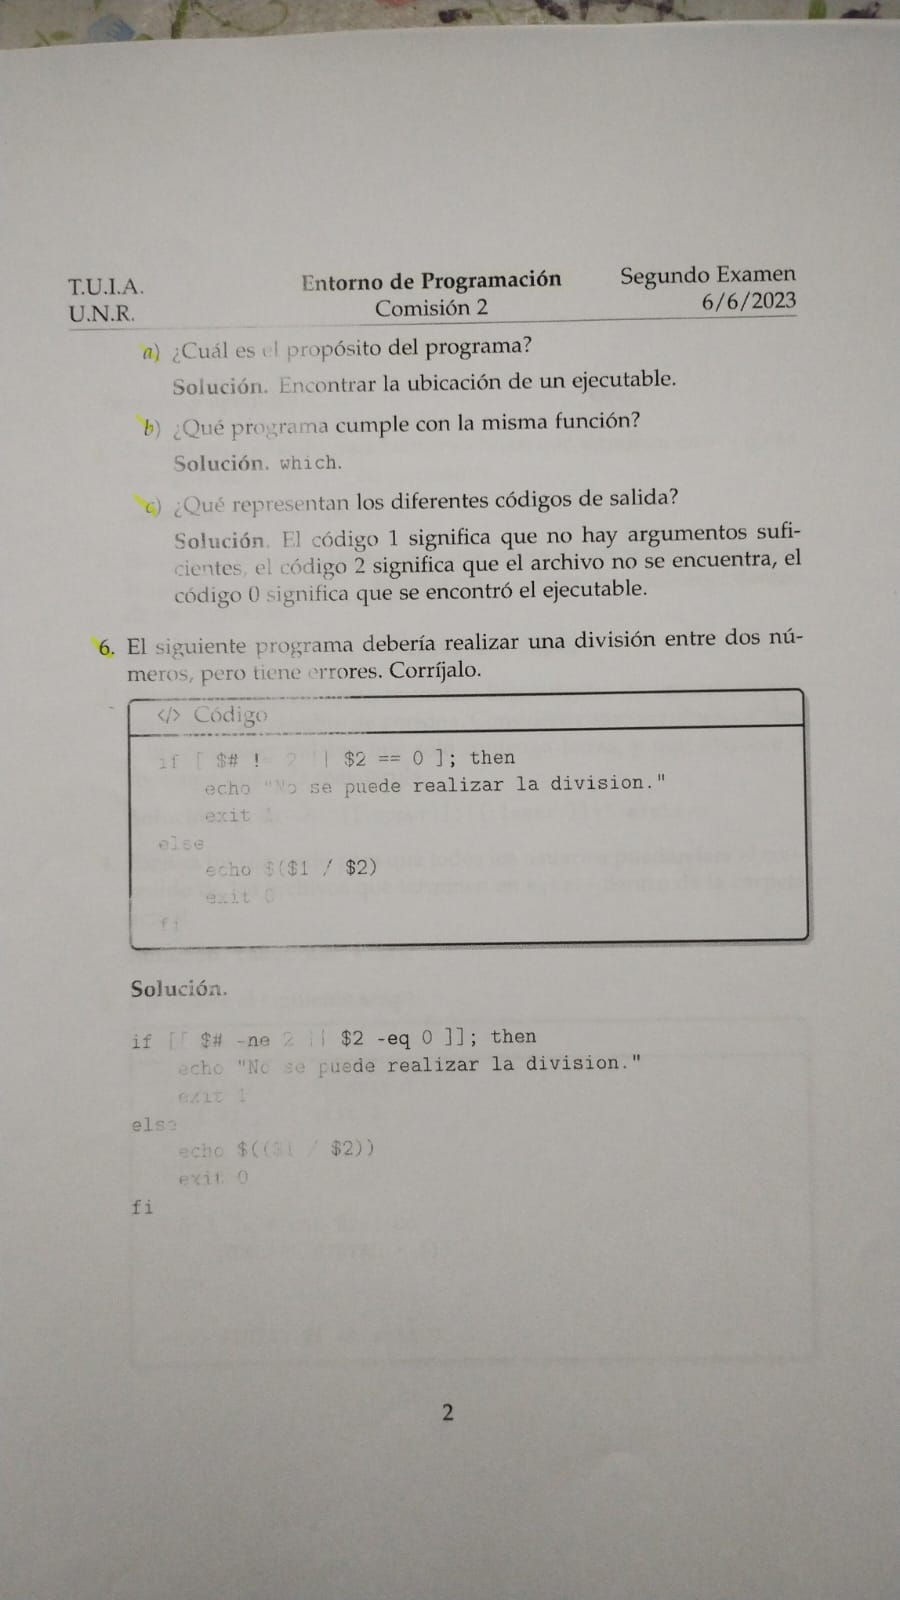 T.U.I.A. Entorno de Programación Segundo Examen
U.N.R. Comisión 2 6/6/2023
a) ¿Cuál es el propósito del programa?
Solución. Encontrar la ubicación de un ejecutable.
b) ¿Qué programa cumple con la misma función?
Solución. which.
c) ¿Qué representan los diferentes códigos de salida?
Solución. El código 1 significa que no hay argumentos sufi-
cientes, el código 2 significa que el archivo no se encuentra, el
código 0 significa que se encontró el ejecutable.
6. El siguiente programa debería realizar una división entre dos nú-
meros, pero tiene errores. Corríjalo.
</> Código
if [ $# != 2 || $2 == 0 ]; then
echo "No se puede realizar la division."
exit 1
else
echo $($1 / $2)
exit 0
fi
Solución.
if [[ $# -ne 2 || $2 -eq 0 ]]; then
echo "No se puede realizar la division."
exit 1
else
echo $(($1 / $2))
exit 0
fi
2